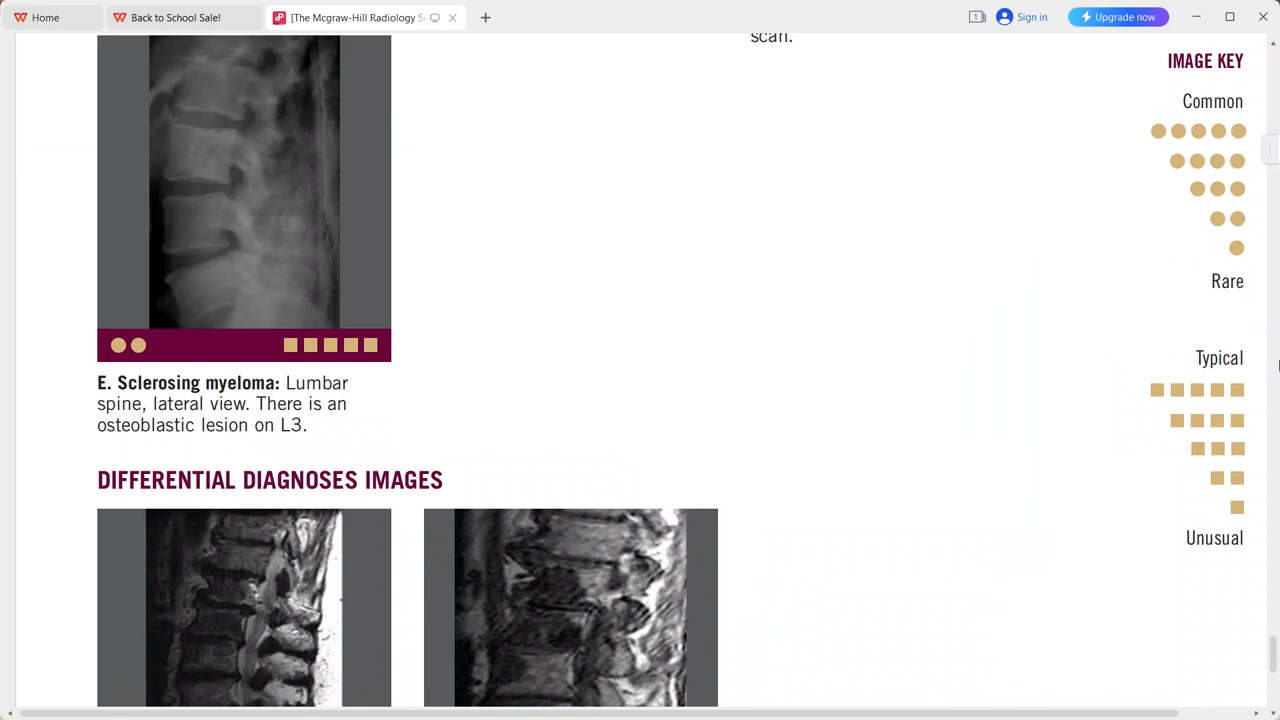 Home
Back to School Sale!
[The Mcgraw-Hill Radiology S
1
Sign in
Upgrade now
scan.
IMAGE KEY
Common
Rare
Typical
Unusual
E. Sclerosing myeloma: Lumbar
spine, lateral view. There is an
osteoblastic lesion on L3.
DIFFERENTIAL DIAGNOSES IMAGES